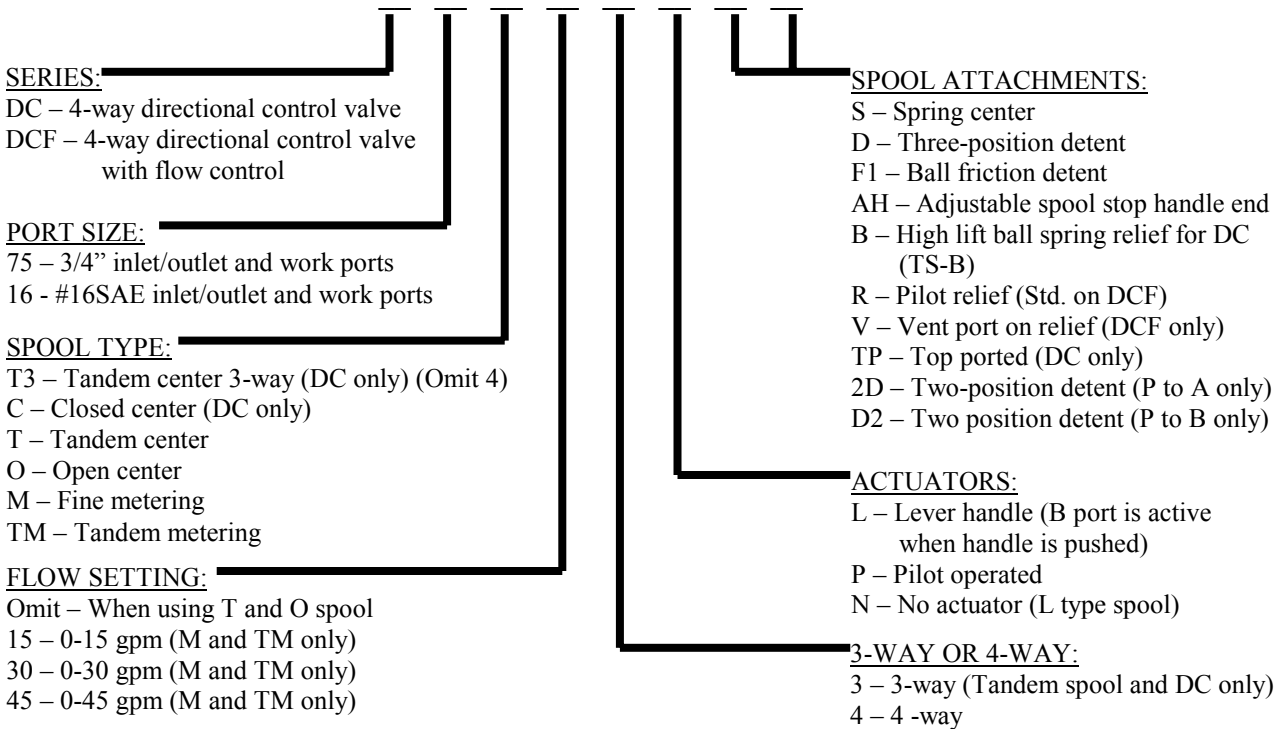 SERIES:
DC – 4-way directional control valve
DCF – 4-way directional control valve
with flow control
PORT SIZE:
75 – 3/4” inlet/outlet and work ports
16 - #16SAE inlet/outlet and work ports
SPOOL TYPE:
T3 – Tandem center 3-way (DC only) (Omit 4)
C – Closed center (DC only)
T – Tandem center
O – Open center
M – Fine metering
TM – Tandem metering
FLOW SETTING:
Omit – When using T and O spool
15 – 0-15 gpm (M and TM only)
30 – 0-30 gpm (M and TM only)
45 – 0-45 gpm (M and TM only)
SPOOL ATTACHMENTS:
S – Spring center
D – Three-position detent
F1 – Ball friction detent
AH – Adjustable spool stop handle end
B – High lift ball spring relief for DC
(TS-B)
R – Pilot relief (Std. on DCF)
V – Vent port on relief (DCF only)
TP – Top ported (DC only)
2D – Two-position detent (P to A only)
D2 – Two position detent (P to B only)
ACTUATORS:
L – Lever handle (B port is active
when handle is pushed)
P – Pilot operated
N – No actuator (L type spool)
3-WAY OR 4-WAY:
3 – 3-way (Tandem spool and DC only)
4 – 4 -way